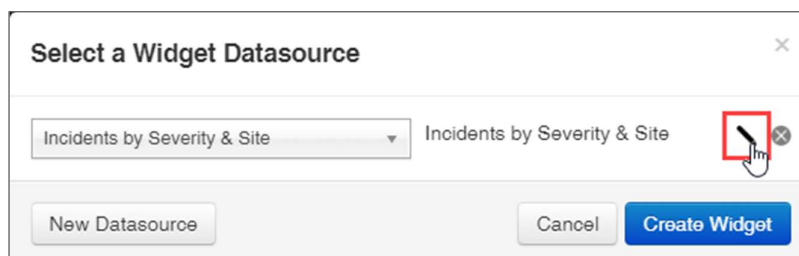 Select a Widget Datasource
Incidents by Severity & Site
Incidents by Severity & Site
New Datasource
Cancel
Create Widget